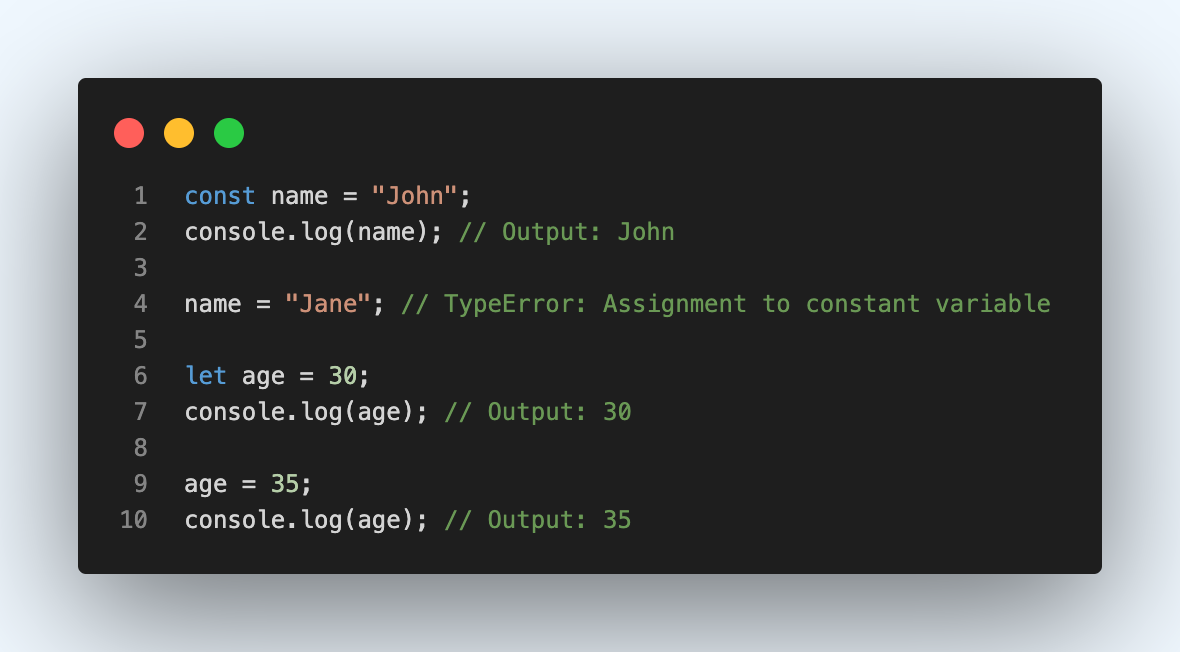 1 const name = "John";
2 console.log(name); // Output: John
3
4 name = "Jane"; // TypeError: Assignment to constant variable
5
6 let age = 30;
7 console.log(age); // Output: 30
8
9 age = 35;
10 console.log(age); // Output: 35